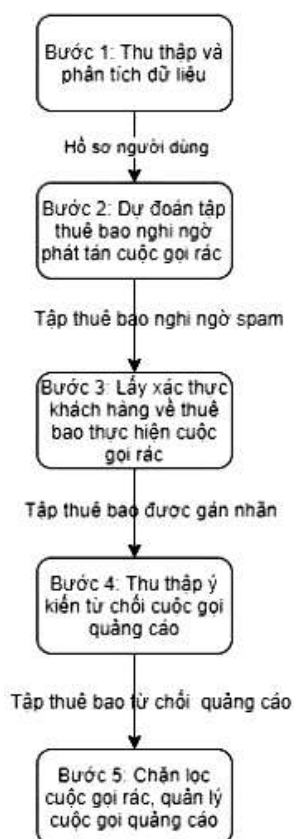 Bước 1: Thu thập và
phân tích dữ liệu
Hồ sơ người dùng
Bước 2: Dự đoán tập
thuê bao nghi ngờ
phát tán cuộc gọi rác
Tập thuê bao nghi ngờ spam
Bước 3: Lấy xác thực
khách hàng về thuê
bao thực hiện cuộc
gọi rác
Tập thuê bao được gán nhãn
Bước 4: Thu thập ý
kiến từ chối cuộc gọi
quảng cáo
Tập thuê bao từ chối quảng cáo
Bước 5: Chặn lọc
cuộc gọi rác, quản lý
cuộc gọi quảng cáo